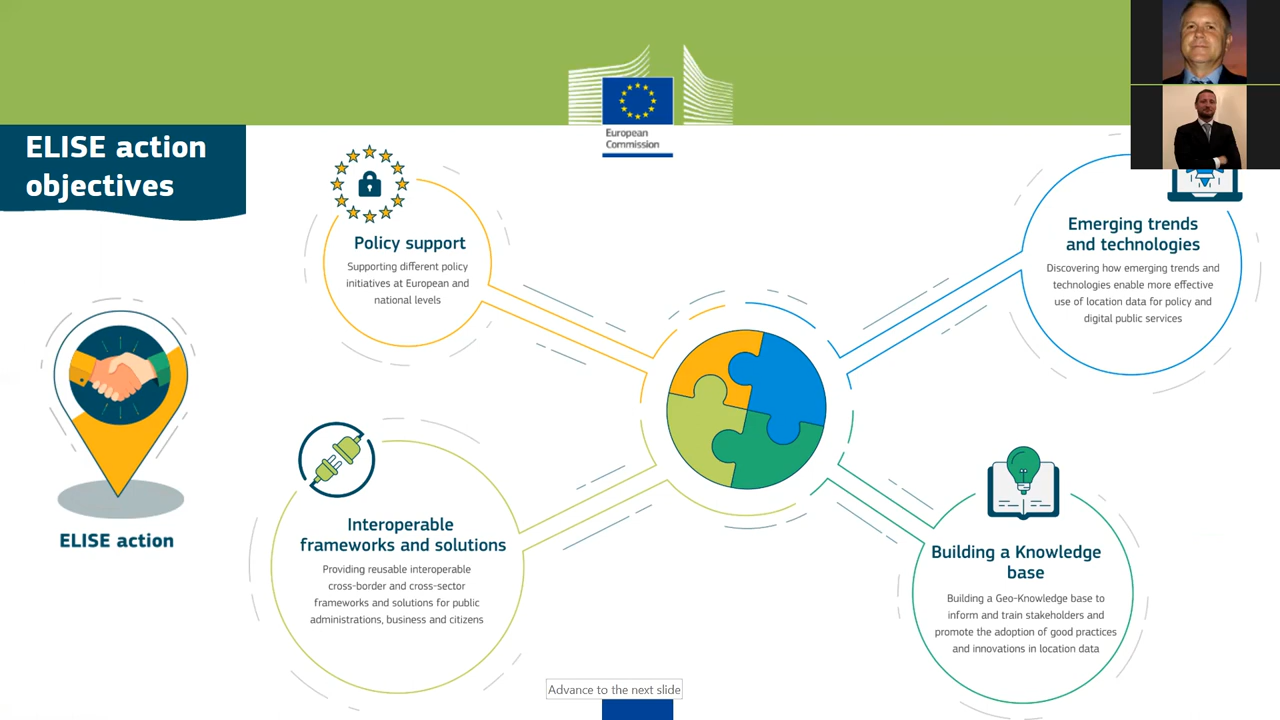 European
Commission
ELISE action
objectives
Policy support
Supporting different policy
initiatives at European and
national levels
Emerging trends
and technologies
Discovering how emerging trends and
technologies enable more effective
use of location data for policy and
digital public services
ELISE action
Interoperable
frameworks and solutions
Providing reusable interoperable
cross-border and cross-sector
frameworks and solutions for public
administrations, business and citizens
Building a Knowledge
base
Building a Geo-Knowledge base to
inform and train stakeholders and
promote the adoption of good practices
and innovations in location data
Advance to the next slide